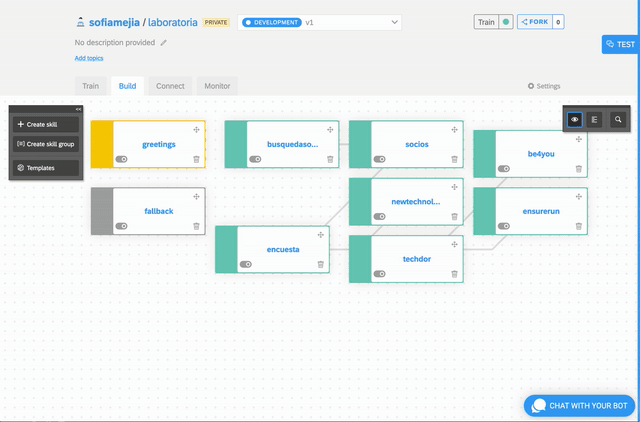 sofiamejia / laboratoria PRIVATE
DEVELOPMENT v1
Train
FORK 0
No description provided
TEST
Add topics
Train Build Connect Monitor
Settings
<<
Create skill
Create skill group
Templates
greetings
busquedaso...
socios
be4you
fallback
newtechnol...
ensurerun
encuesta
techdor
CHAT WITH YOUR BOT